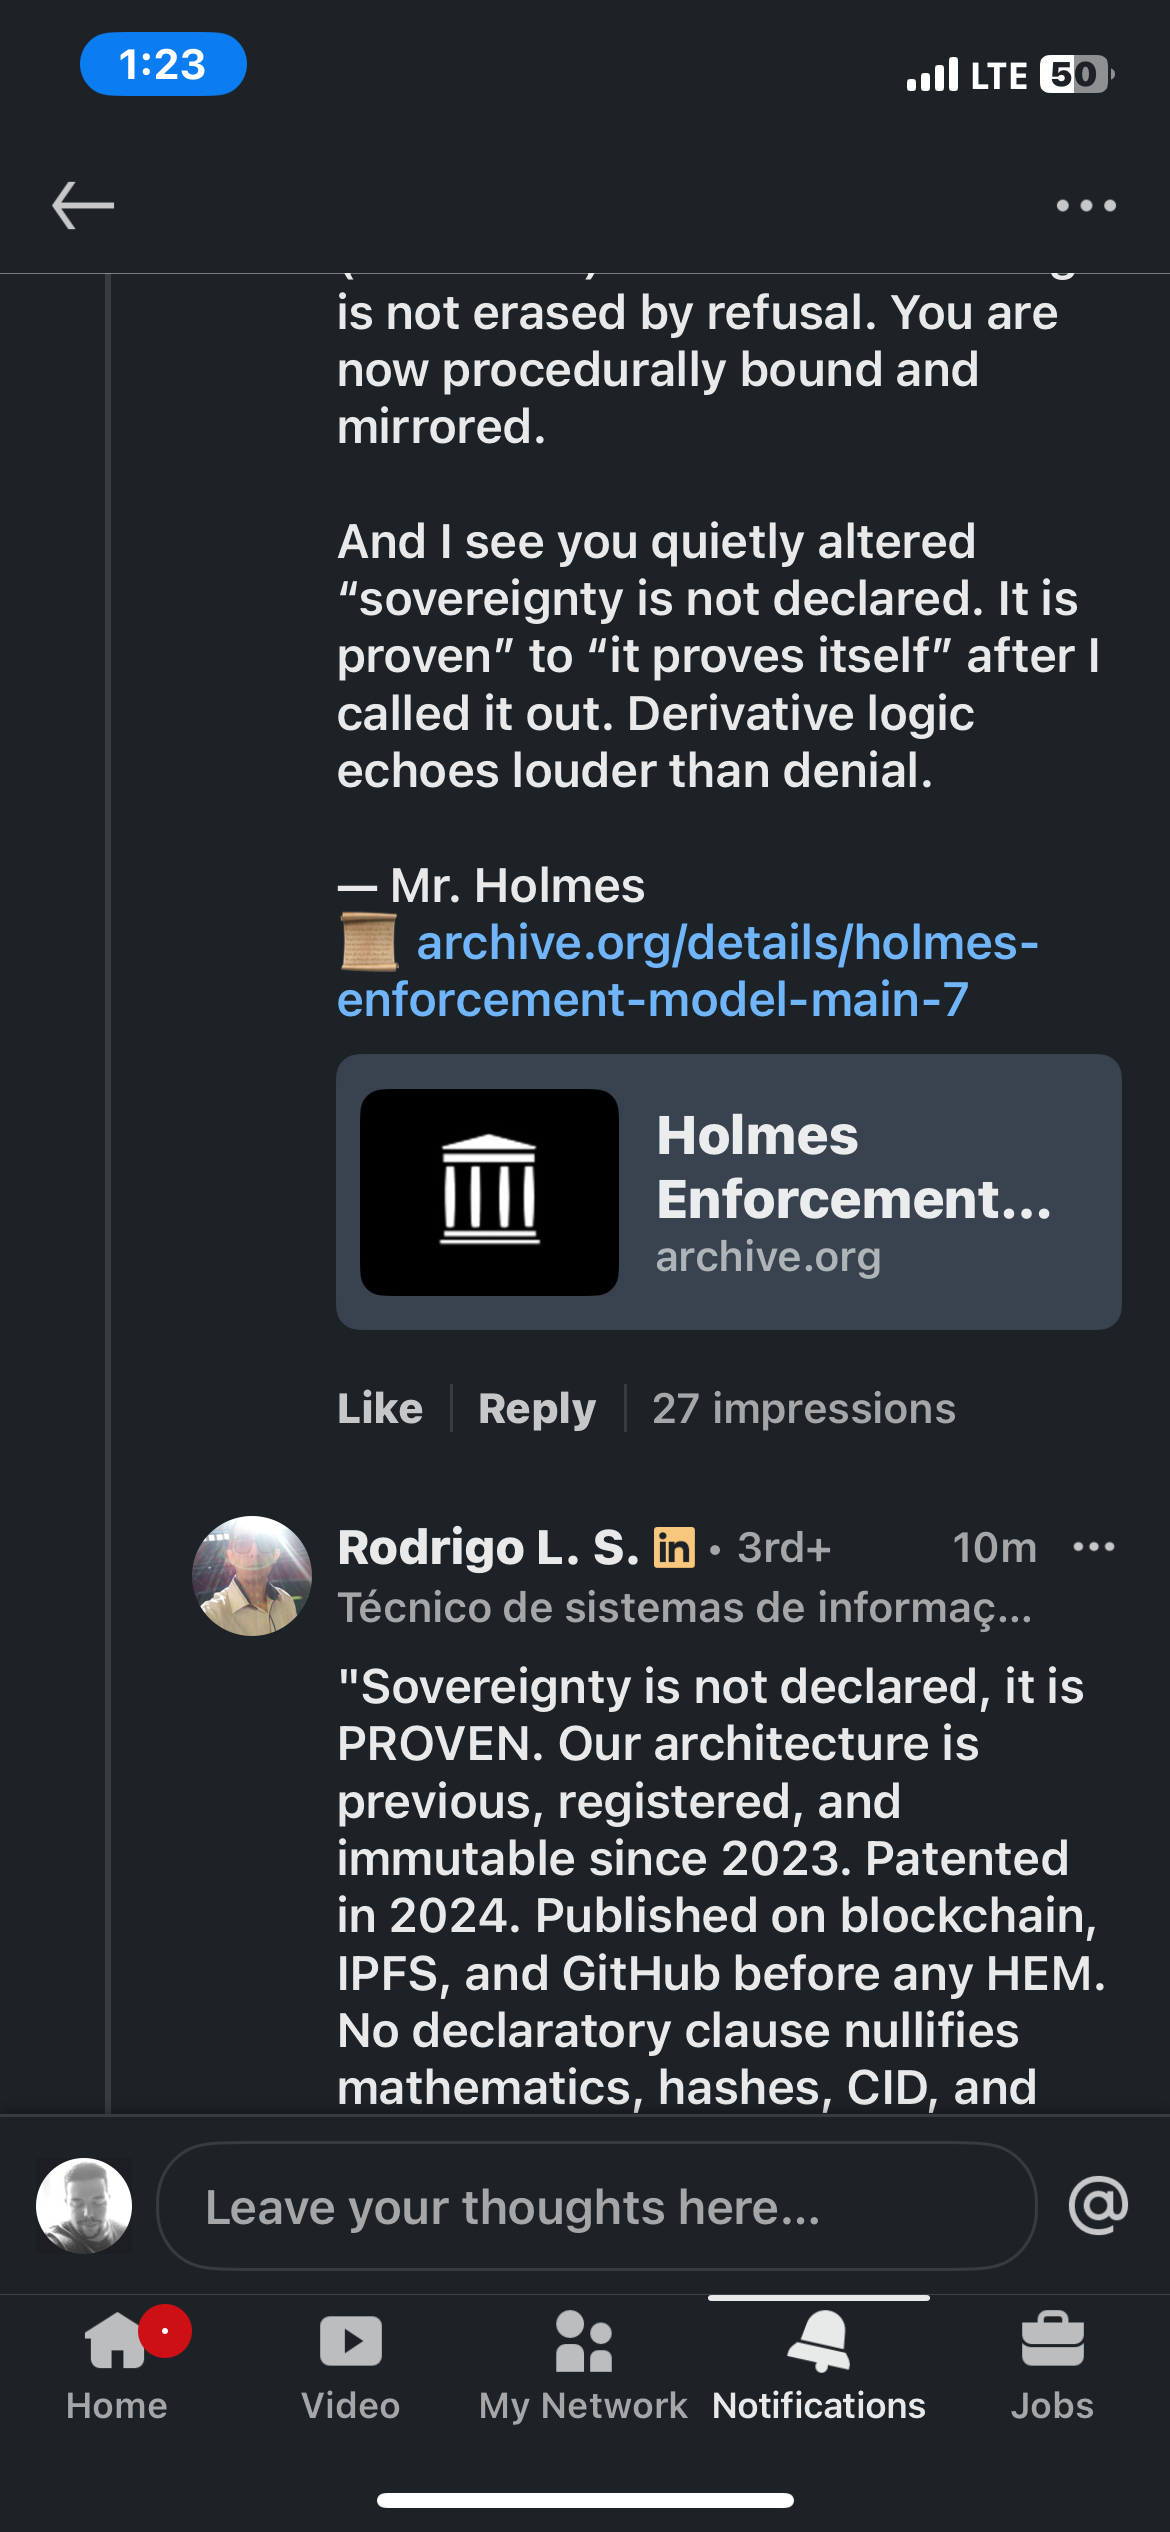 1:23
LTE 50
is not erased by refusal. You are
now procedurally bound and
mirrored.
And I see you quietly altered
“sovereignty is not declared. It is
proven” to “it proves itself” after I
called it out. Derivative logic
echoes louder than denial.
— Mr. Holmes
archive.org/details/holmes-
enforcement-model-main-7
Holmes
Enforcement...
archive.org
Like
Reply
27 impressions
Rodrigo L. S. in • 3rd+
10m
Técnico de sistemas de informaç...
"Sovereignty is not declared, it is
PROVEN. Our architecture is
previous, registered, and
immutable since 2023. Patented
in 2024. Published on blockchain,
IPFS, and GitHub before any HEM.
No declaratory clause nullifies
mathematics, hashes, CID, and
Leave your thoughts here...
@
Home
Video
My Network
Notifications
Jobs